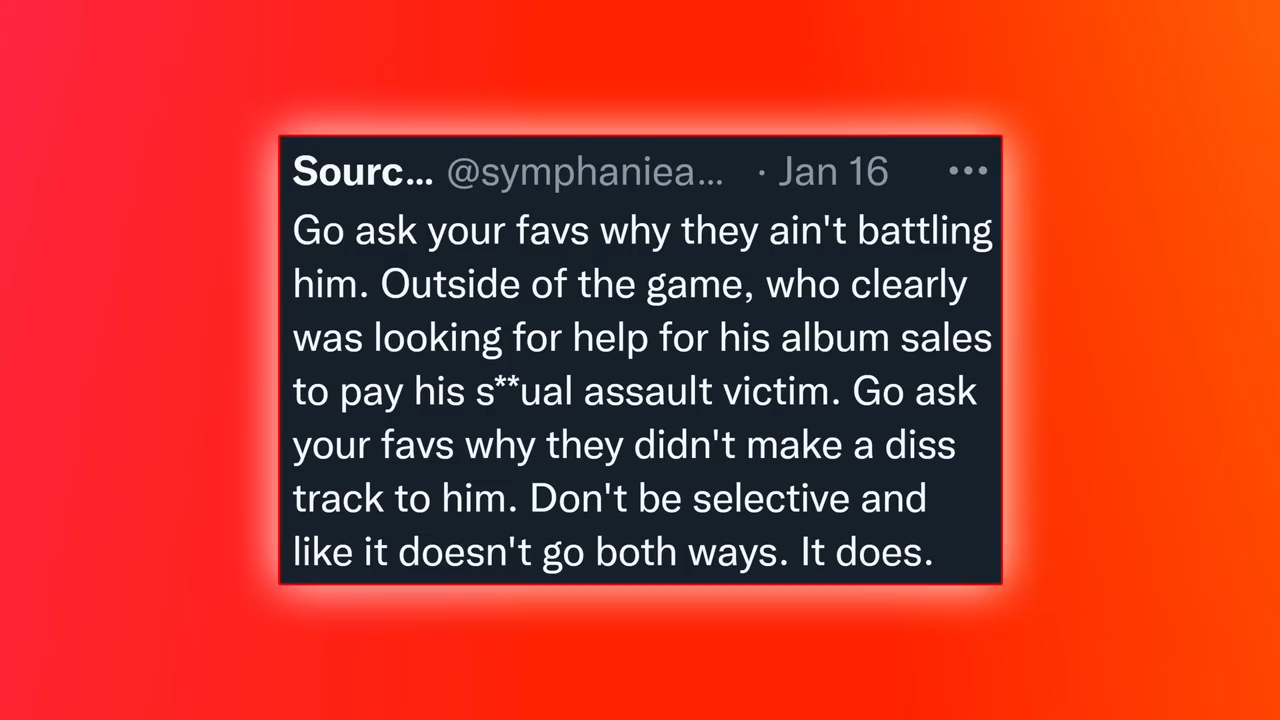 Sourc... @symphaniea... · Jan 16 •••
Go ask your favs why they ain't battling
him. Outside of the game, who clearly
was looking for help for his album sales
to pay his s**ual assault victim. Go ask
your favs why they didn't make a diss
track to him. Don't be selective and
like it doesn't go both ways. It does.